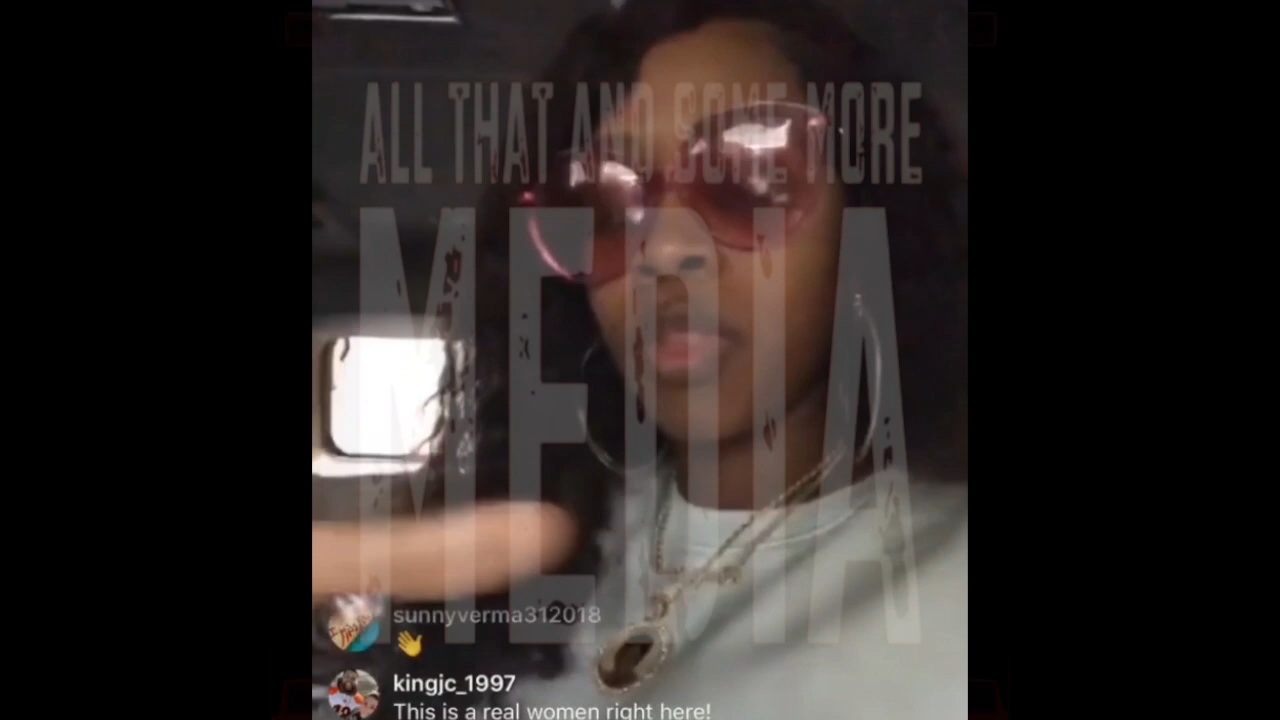 ALL THAT AND SOME MORE
MEDIA
sunnyverma312018
👋
kingjc_1997
This is a real women right here!